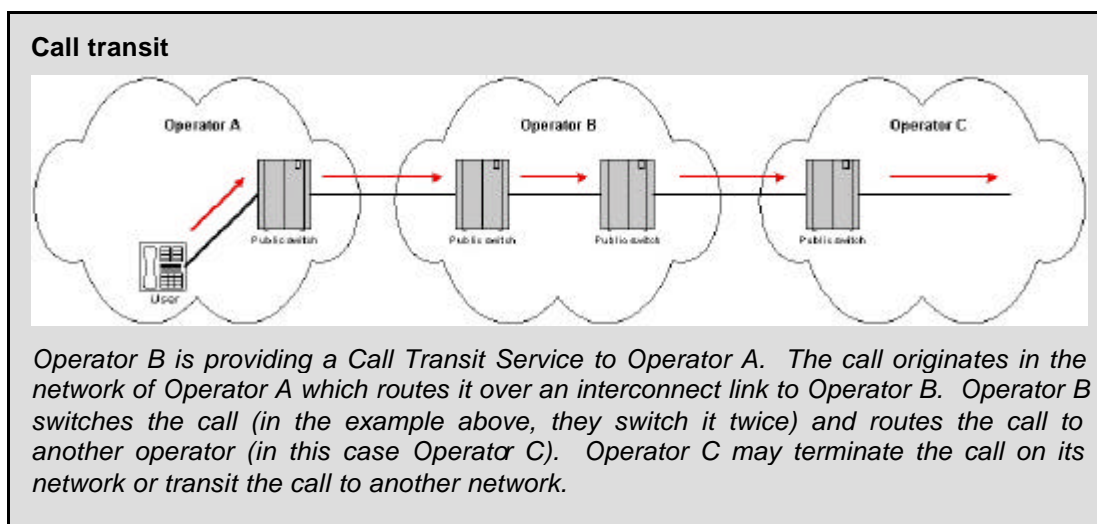 Call transit
Operator A
Operator B
Operator C
Public switch
Public switch
Public switch
Public switch
User
Operator B is providing a Call Transit Service to Operator A. The call originates in the
network of Operator A which routes it over an interconnect link to Operator B. Operator B
switches the call (in the example above, they switch it twice) and routes the call to
another operator (in this case Operator C). Operator C may terminate the call on its
network or transit the call to another network.